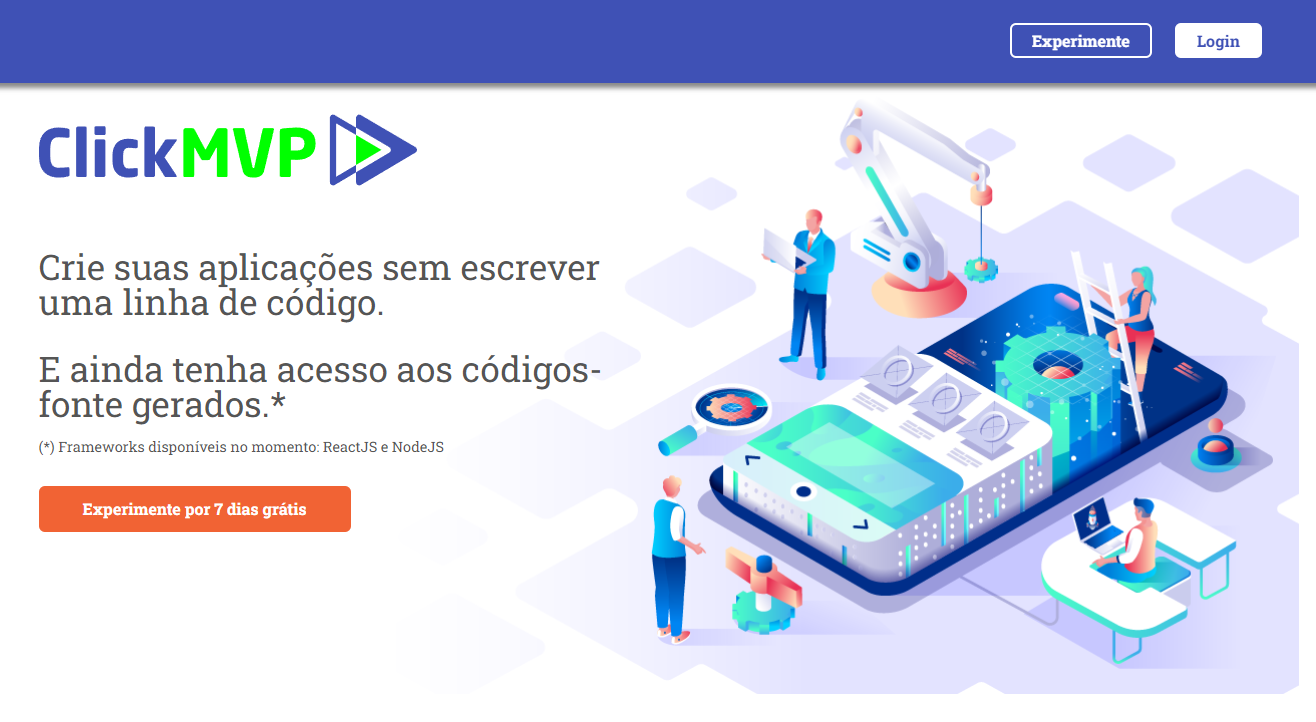 Experimente
Login
ClickMVP
Crie suas aplicações sem escrever
uma linha de código.
E ainda tenha acesso aos códigos-
fonte gerados.*
(*) Frameworks disponíveis no momento: ReactJS e NodeJS
Experimente por 7 dias grátis